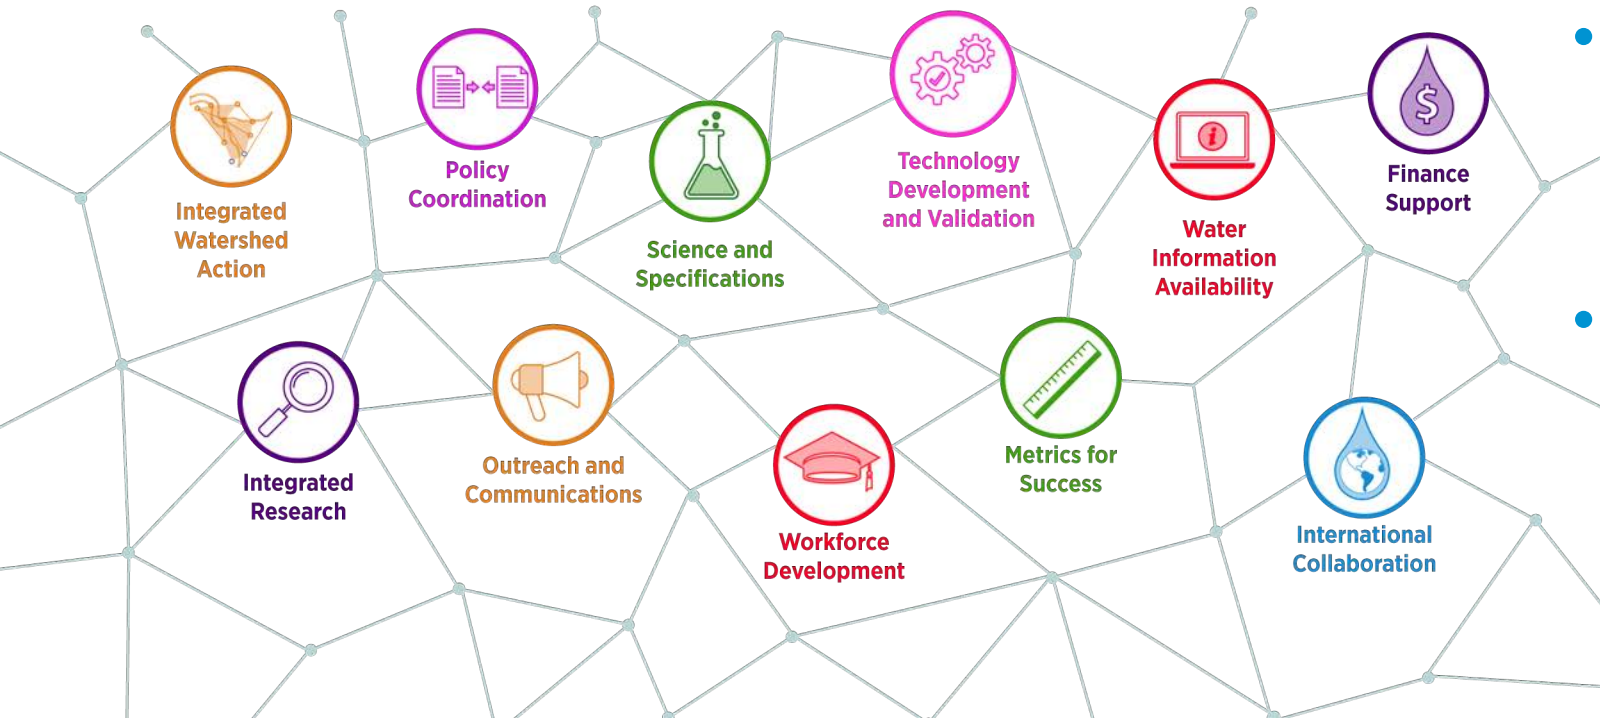 Integrated
Watershed
Action
Policy
Coordination
Science and
Specifications
Technology
Development
and Validation
Water
Information
Availability
$
Finance
Support
Integrated
Research
Outreach and
Communications
Workforce
Development
Metrics for
Success
International
Collaboration